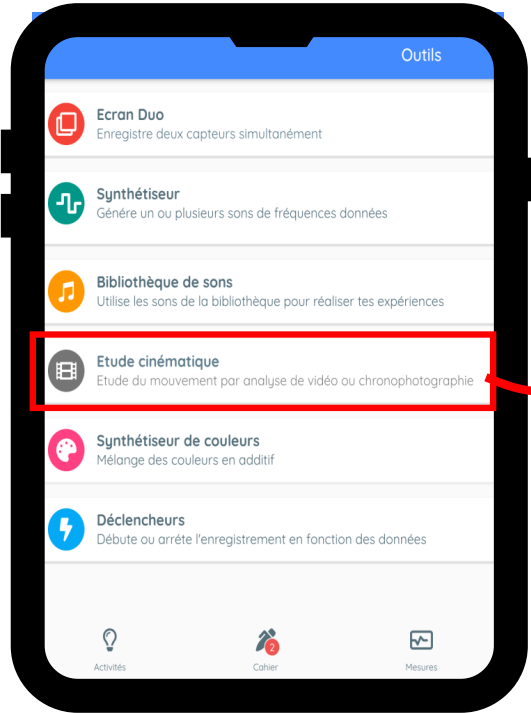 Outils
Ecran Duo
Enregistre deux capteurs simultanément
Synthétiseur
Génére un ou plusieurs sons de fréquences données
Bibliothèque de sons
Utilise les sons de la bibliothèque pour réaliser tes expériences
Etude cinématique
Etude du mouvement par analyse de vidéo ou chronophotographie
Synthétiseur de couleurs
Mélange des couleurs en additif
Déclencheurs
Débute ou arréte l'enregistrement en fonction des données
2
Activités Cahier Mesures